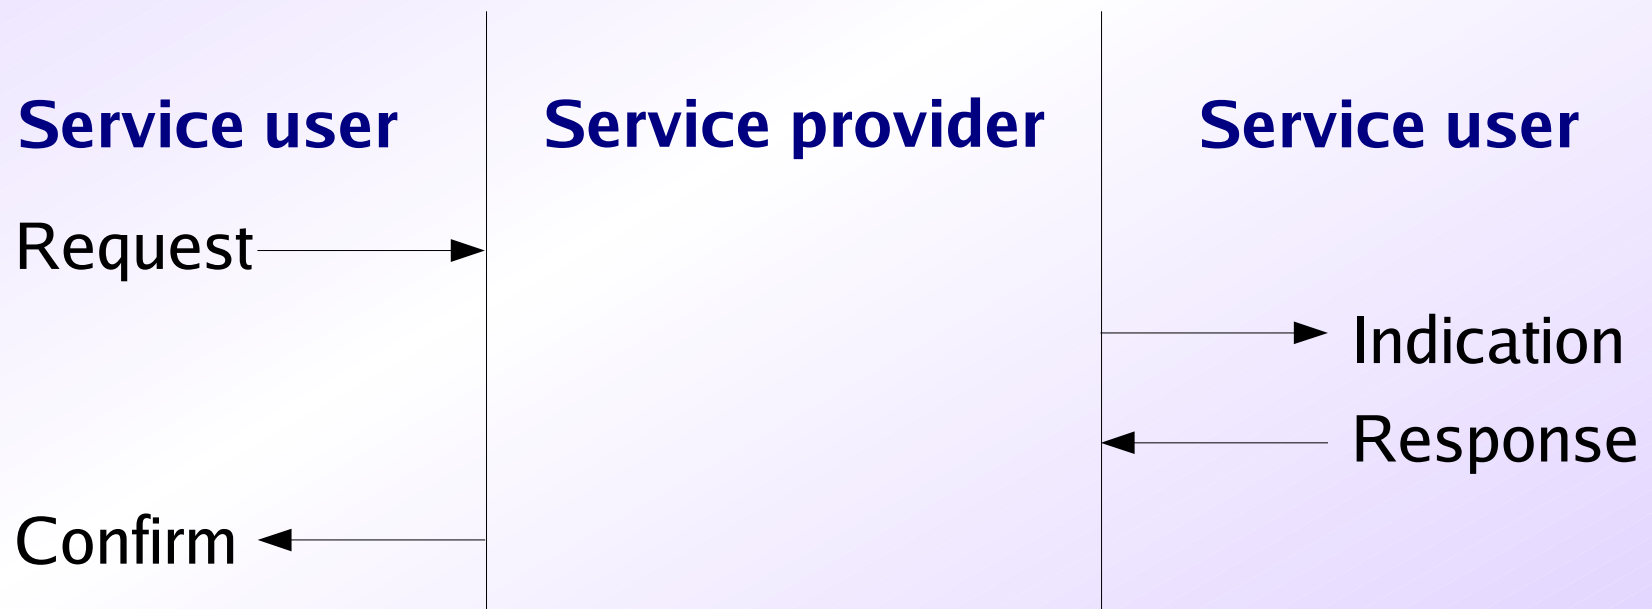 Service user
Service provider
Service user
Request
Indication
Response
Confirm